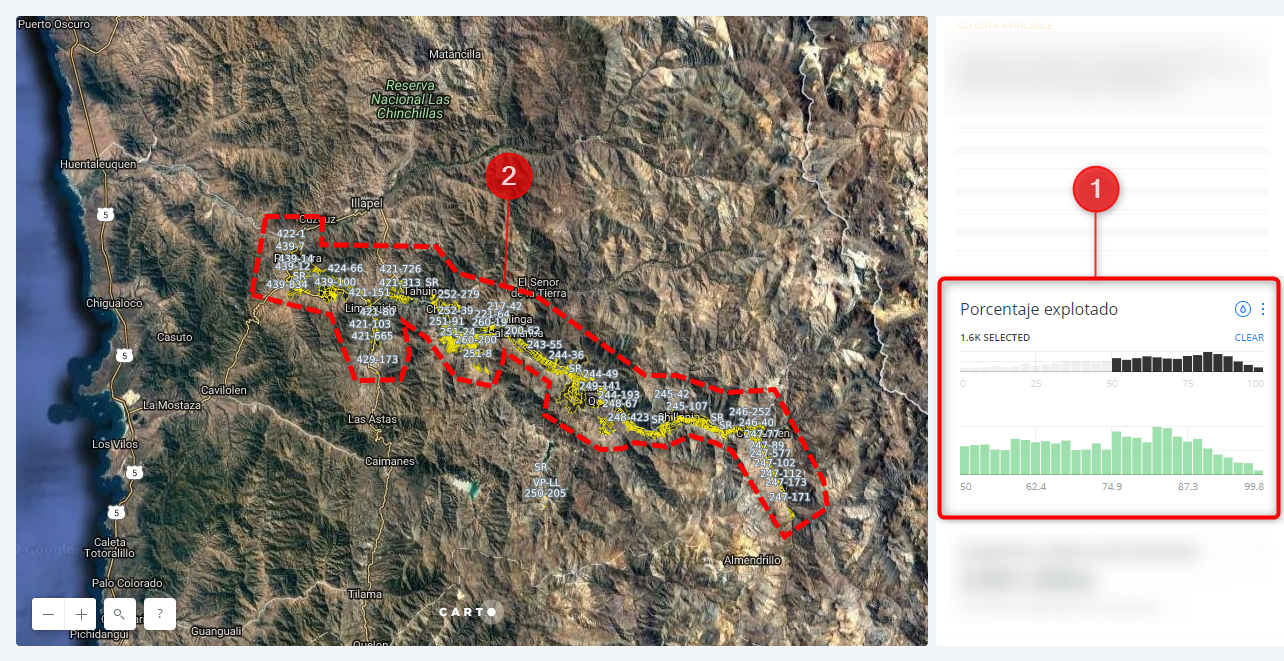 Puerto Oscuro
Matancilla
Reserva
Nacional Las
Chinchillas
Huentelauquen
5
2
Illapel
Cuzcuz
422-1
439-7
439-14
439-12
SR
439-834
424-66
439-100
421-726
421-313
SR
421-151
421-80
421-103
421-665
429-173
252-279
252-39
251-91
251-24
260-200
251-8
217-42
221-64
260-19
200-62
El Senor
de la Tierra
243-55
244-36
SR
244-49
249-141
244-193
248-67
248-423
SR
245-42
245-107
SR
SR
246-252
246-40
247-77
247-89
247-577
247-102
247-112
247-173
247-171
Chigualoco
Casuto
5
Cavilolen
La Mostaza
Las Astas
Los Vilos
Caimanes
5
SR
VP-LL
250-205
5
Caleta
Totoralillo
Google
Almendrillo
Palo Colorado
Tilama
CARTO
?
Guanguali
Pichidangui
Quelon
NO DATA AVAILABLE
1
Porcentaje explotado
1.6K SELECTED
CLEAR
0 25 50 75 100
50 62.4 74.9 87.3 99.8